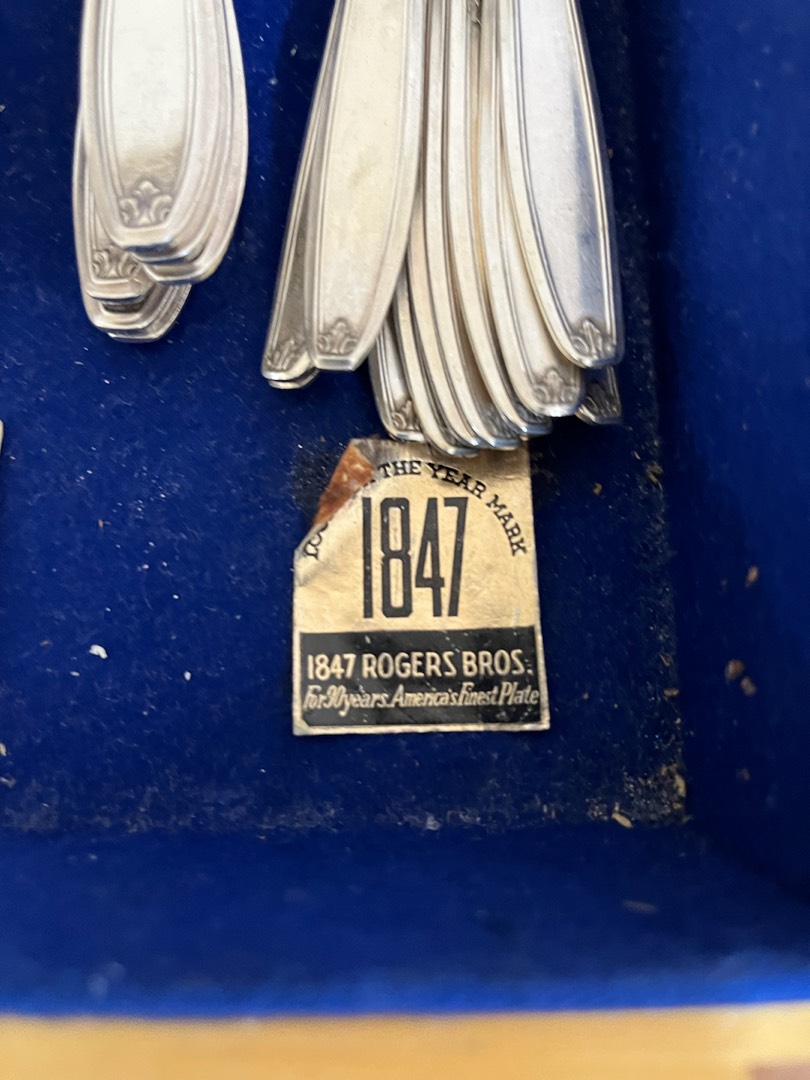 THE YEAR MARK
1847
1847 ROGERS BROS.
For 90 years. America's Finest Plate